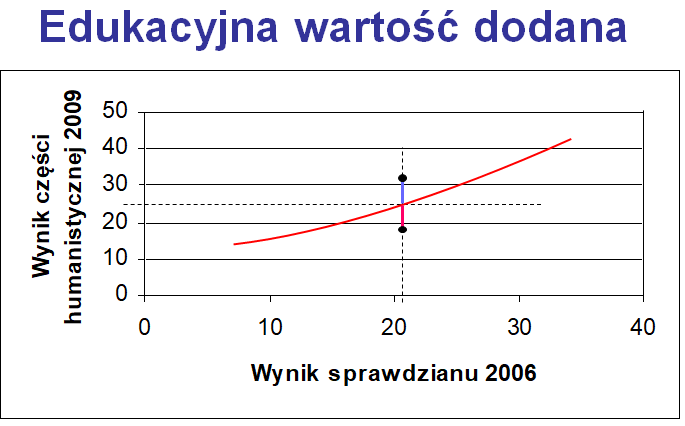 Edukacyjna wartość dodana
Wynik części
humanistycznej 2009
50
40
30
20
10
0
0 10 20 30 40
Wynik sprawdzianu 2006